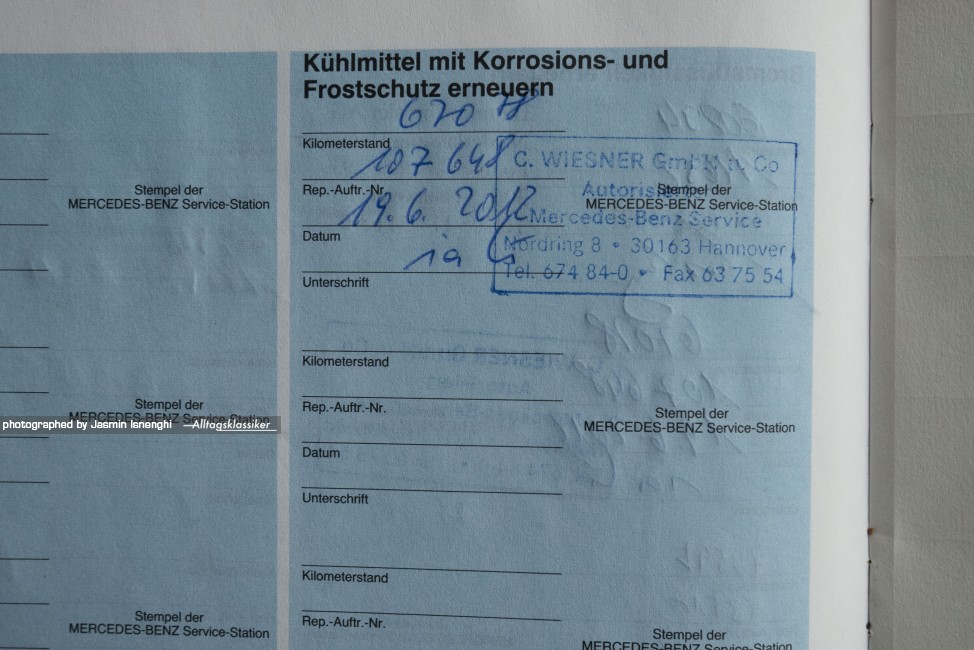 Kühlmittel mit Korrosions- und
Frostschutz erneuern
Kilometerstand
107 648
Rep.-Auftr.-Nr.
19.6. 2012
Datum
Unterschrift
C. WIESNER GmbH & Co
Stempel der
MERCEDES-BENZ Service-Station
Mercedes-Benz Service
Nordring 8 • 30163 Hannover
Tel. 674 84-0 • Fax 63 75 54
Stempel der
MERCEDES-BENZ Service-Station
Kilometerstand
Rep.-Auftr.-Nr.
Datum
Unterschrift
Stempel der
MERCEDES-BENZ Service-Station
Stempel der
MERCEDES-BENZ Service-Station
photographed by Jasmin Isnenghi
Alltagsklassiker
Kilometerstand
Rep.-Auftr.-Nr.
Stempel der
MERCEDES-BENZ Service-Station
Stempel der
MERCEDES-BENZ Service-Station